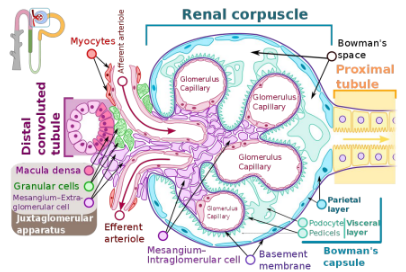 Renal corpuscle
Myocytes
Afferent arteriole
Bowman's
space
Proximal
tubule
Distal
convoluted
tubule
Glomerulus
Capillary
Glomerulus
Capillary
Glomerulus
Capillary
Glomerulus
Capillary
Macula densa
Granular cells
Mesangium–Extra-
glomerular cell
Juxtaglomerular
apparatus
Efferent
arteriole
Mesangium–
Intraglomerular cell
Basement
membrane
Parietal
layer
Podocyte
Pedicels
Visceral
layer
Bowman's
capsule